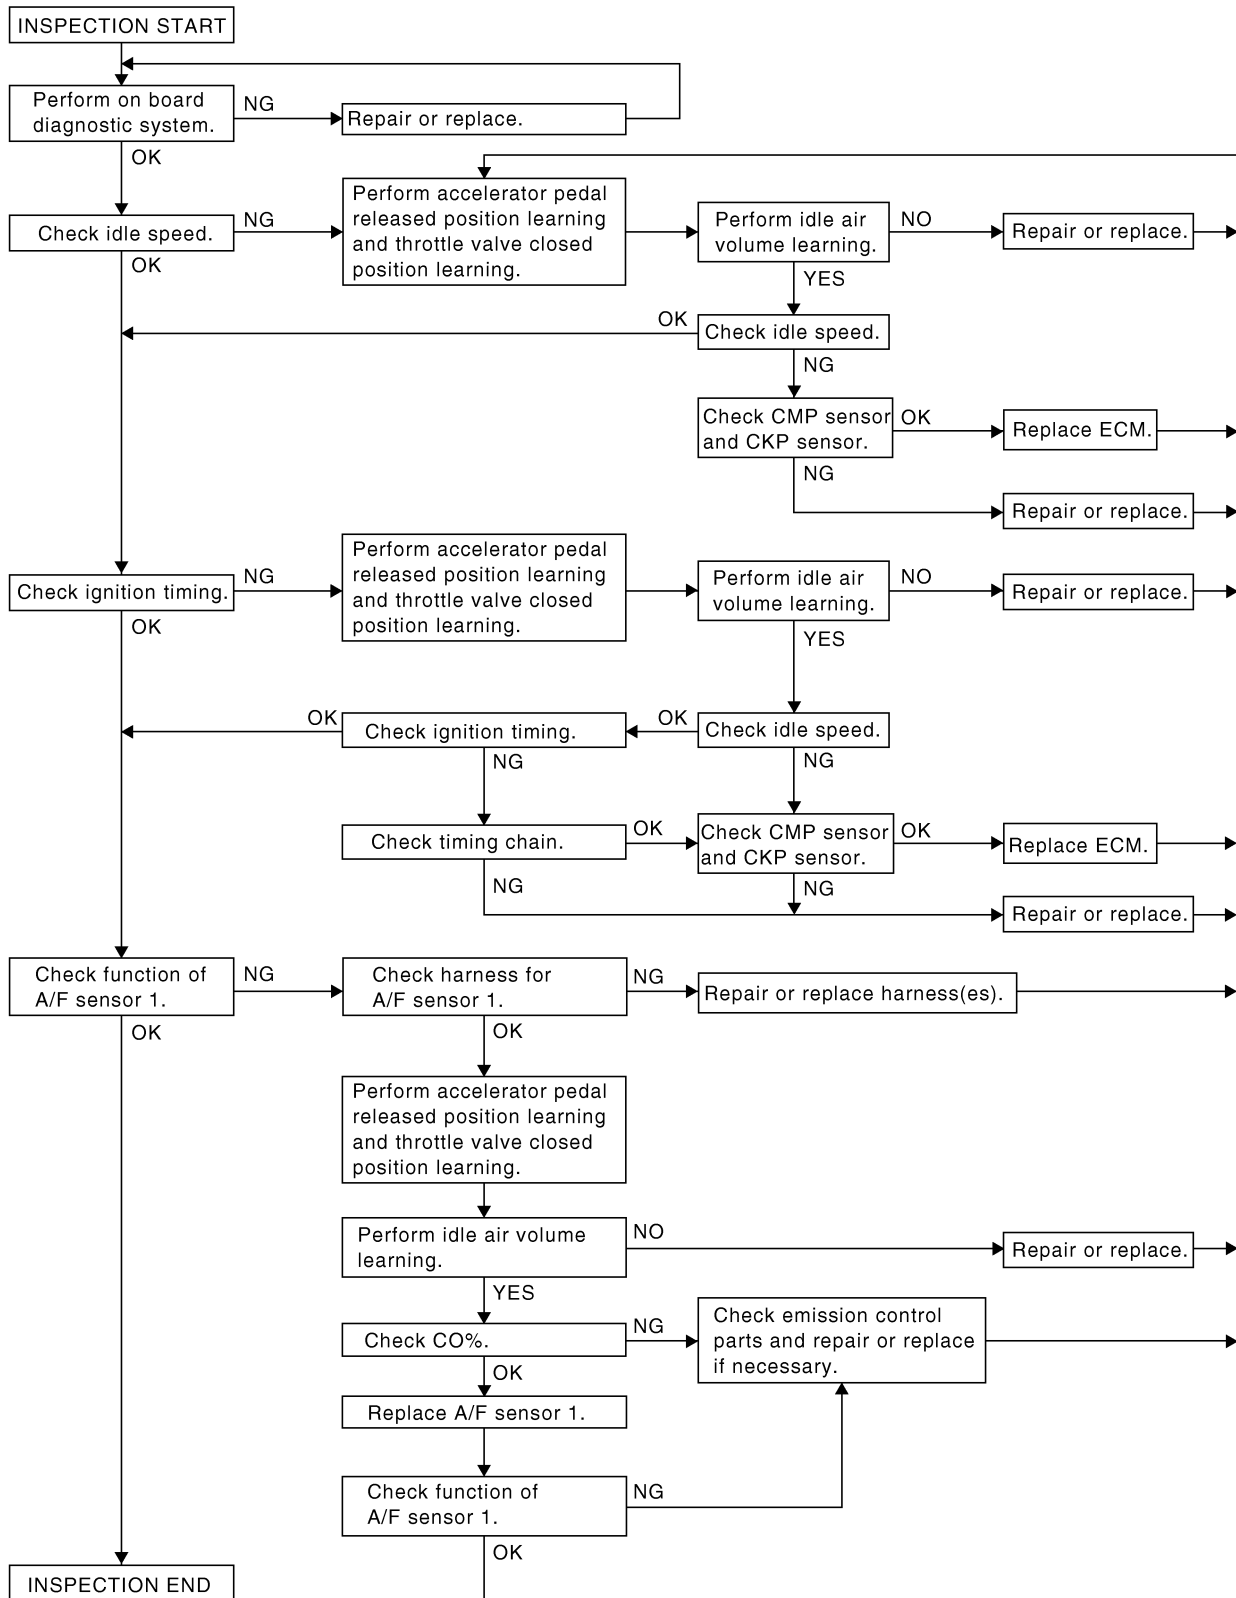 INSPECTION START
Perform on board
diagnostic system.
NG
Repair or replace.
OK
Check idle speed.
NG
Perform accelerator pedal
released position learning
and throttle valve closed
position learning.
Perform idle air
volume learning.
NO
Repair or replace.
OK
YES
OK
Check idle speed.
NG
Check CMP sensor
and CKP sensor.
OK
Replace ECM.
NG
Repair or replace.
Check ignition timing.
NG
Perform accelerator pedal
released position learning
and throttle valve closed
position learning.
Perform idle air
volume learning.
NO
Repair or replace.
OK
YES
OK
Check ignition timing.
OK
Check idle speed.
NG
NG
Check timing chain.
OK
Check CMP sensor
and CKP sensor.
OK
Replace ECM.
NG
NG
Repair or replace.
Check function of
A/F sensor 1.
NG
Check harness for
A/F sensor 1.
NG
Repair or replace harness(es).
OK
OK
Perform accelerator pedal
released position learning
and throttle valve closed
position learning.
Perform idle air volume
learning.
NO
Repair or replace.
YES
Check CO%.
NG
Check emission control
parts and repair or replace
if necessary.
OK
Replace A/F sensor 1.
Check function of
A/F sensor 1.
NG
OK
INSPECTION END